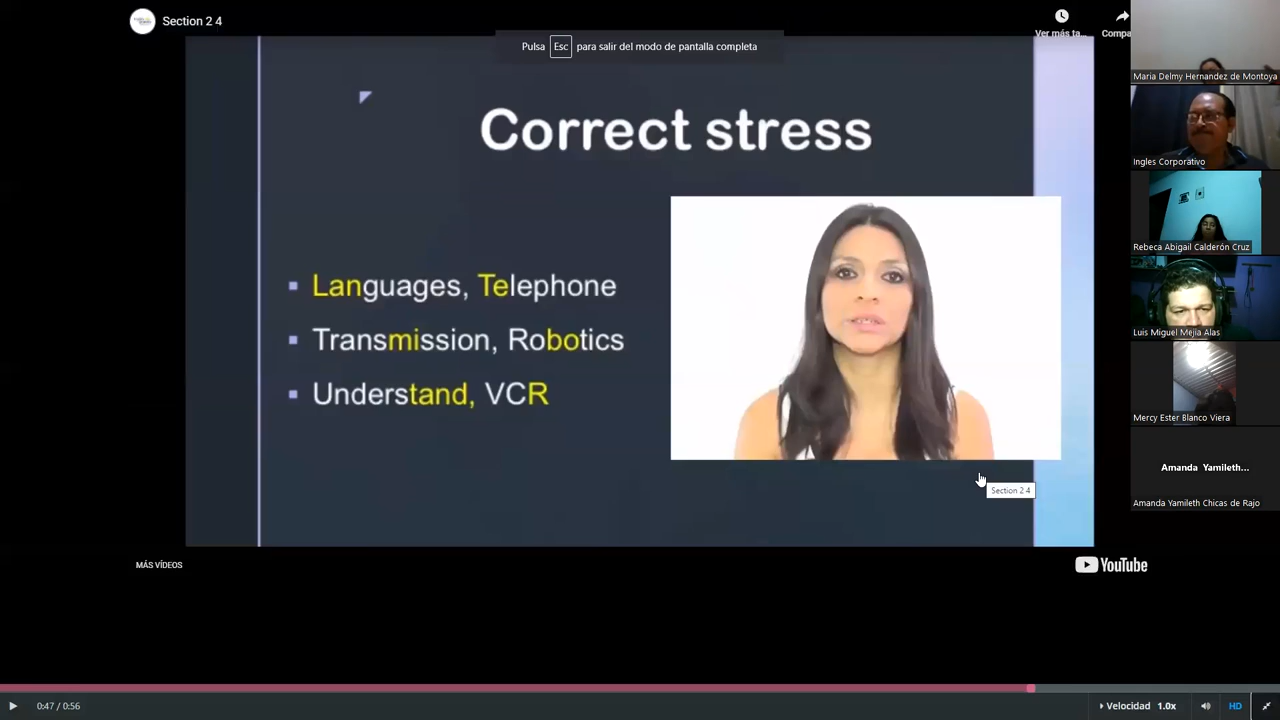 Section 2 4
Ver más ta...
Compa
Pulsa Esc para salir del modo de pantalla completa
Correct stress
Languages, Telephone
Transmission, Robotics
Understand, VCR
Section 2 4
MÁS VÍDEOS
YouTube
Maria Delmy Hernandez de Montoya
Ingles Corporativo
Rebeca Abigail Calderón Cruz
Luis Miguel Mejía Alas
Mercy Ester Blanco Viera
Amanda Yamileth...
Amanda Yamileth Chicas de Rajo
0:47 / 0:56
Velocidad 1.0x
HD